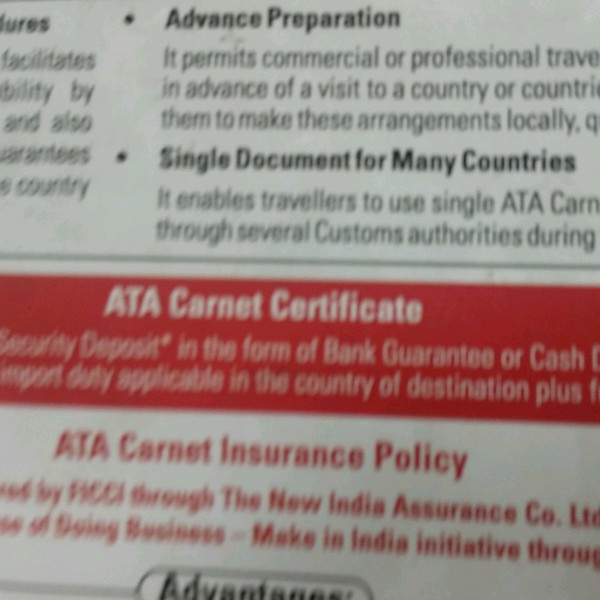 dures
facilitates
bility by
and also
uarantees
e country
• Advance Preparation
It permits commercial or professional trave
in advance of a visit to a country or countrie
them to make these arrangements locally, q
• Single Document for Many Countries
It enables travellers to use single ATA Carn
through several Customs authorities during
ATA Carnet Certificate
Security Deposit* in the form of Bank Guarantee or Cash D
import duty applicable in the country of destination plus f
ATA Carnet Insurance Policy
red by FICCI through The New India Assurance Co. Ltd
se of Doing Business – Make in India initiative throug
Advantages: